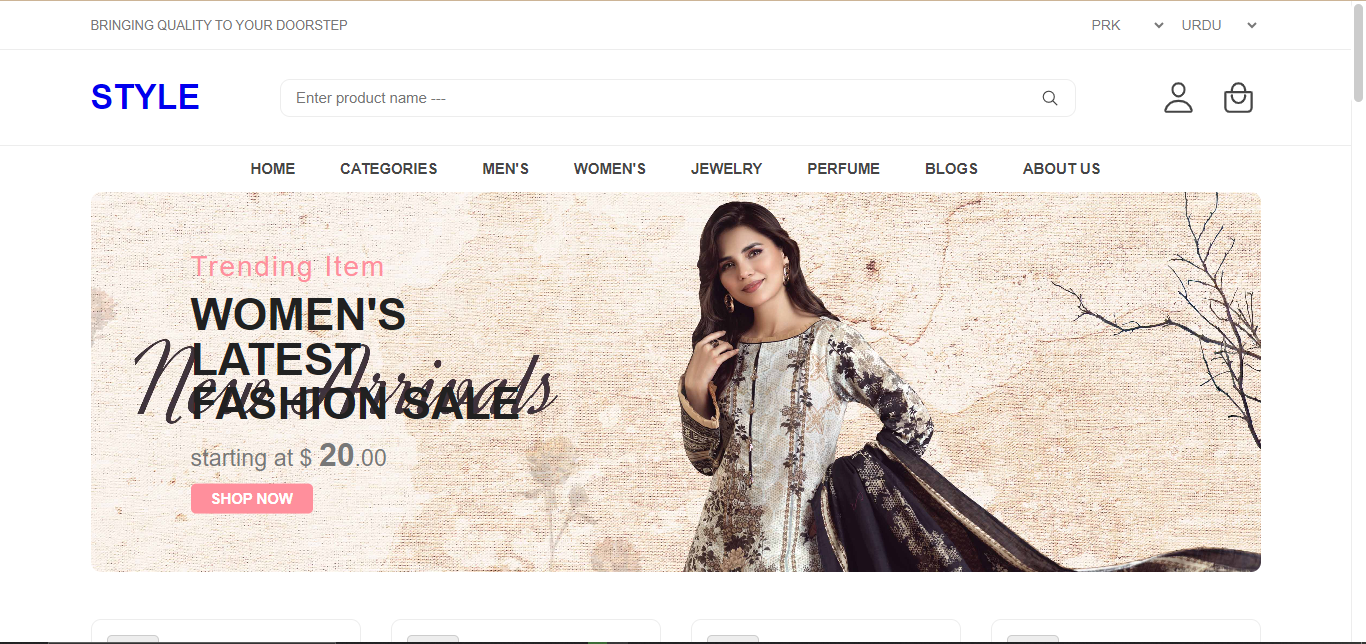 BRINGING QUALITY TO YOUR DOORSTEP
PRK URDU
STYLE
Enter product name ---
HOME CATEGORIES MEN'S WOMEN'S JEWELRY PERFUME BLOGS ABOUT US
Trending Item
WOMEN'S
LATEST
New Arrivals
FASHION SALE
starting at $ 20.00
SHOP NOW